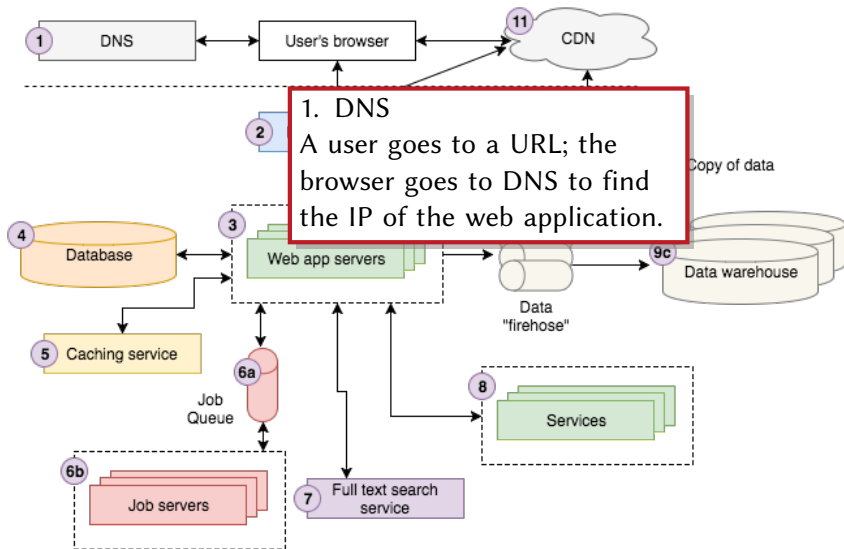 1
DNS
User's browser
11
CDN
2
1. DNS
A user goes to a URL; the
browser goes to DNS to find
the IP of the web application.
Copy of data
3
4
Database
Web app servers
9c
Data warehouse
Data
"firehose"
5
Caching service
6a
Job
Queue
8
Services
6b
Job servers
7
Full text search
service